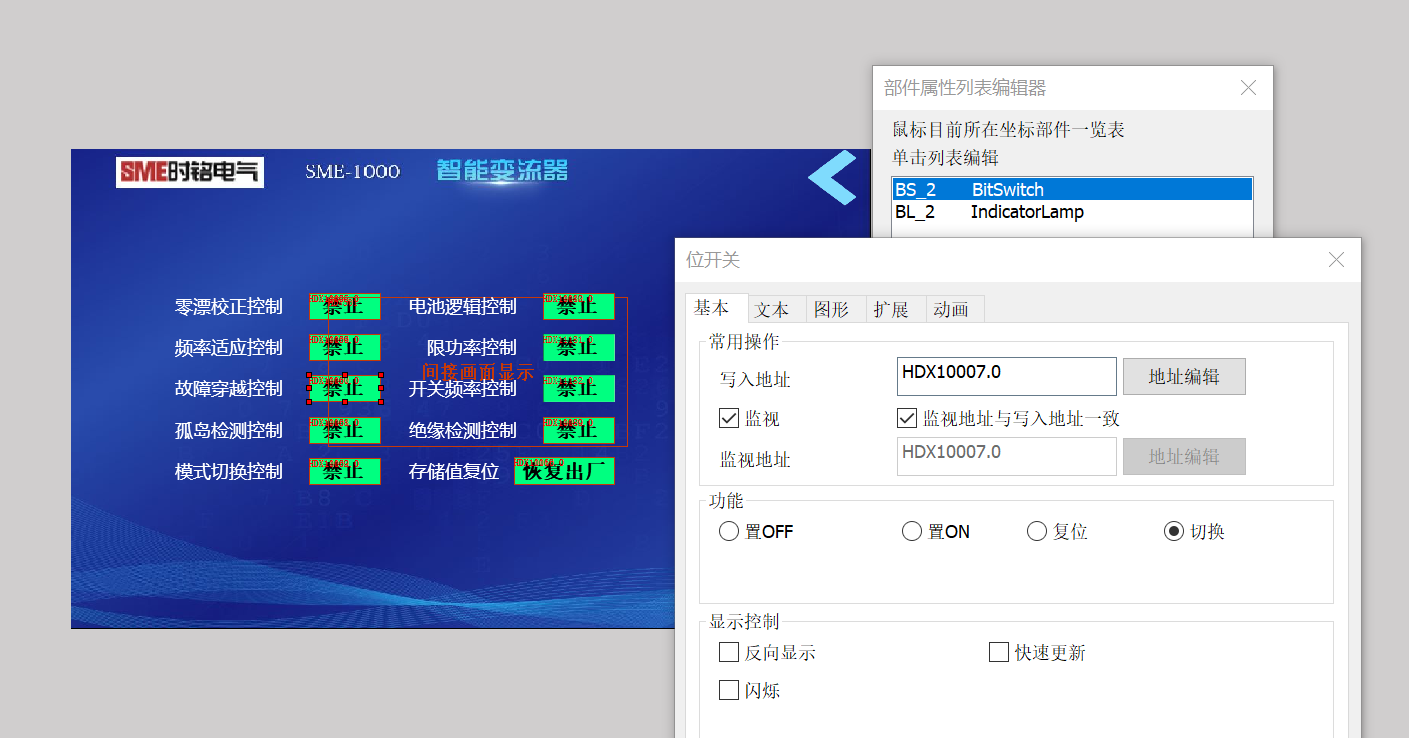 部件属性列表编辑器
鼠标目前所在坐标部件一览表
单击列表编辑
BS_2 BitSwitch
BL_2 IndicatorLamp
SME时铭电气 SME-1000 智能变流器
零漂校正控制 禁止 电池逻辑控制 禁止
频率适应控制 禁止 限功率控制 禁止
间接画面显示
故障穿越控制 禁止 开关频率控制 禁止
孤岛检测控制 禁止 绝缘检测控制 禁止
模式切换控制 禁止 存储值复位 恢复出厂
位开关
基本 文本 图形 扩展 动画
常用操作
写入地址 HDX10007.0 地址编辑
监视 监视地址与写入地址一致
监视地址 HDX10007.0 地址编辑
功能
置OFF 置ON 复位 切换
显示控制
反向显示 快速更新
闪烁